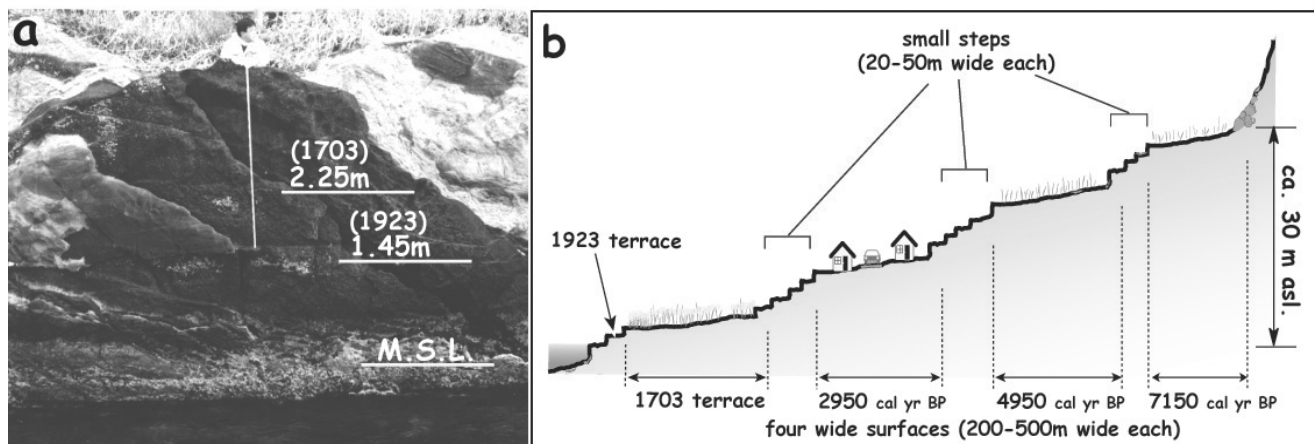 a
(1703)
2.25m
(1923)
1.45m
M.S.L.
b
small steps
(20-50m wide each)
1923 terrace
ca. 30 m asl.
1703 terrace
2950 cal yr BP
4950 cal yr BP
7150 cal yr BP
four wide surfaces (200-500m wide each)